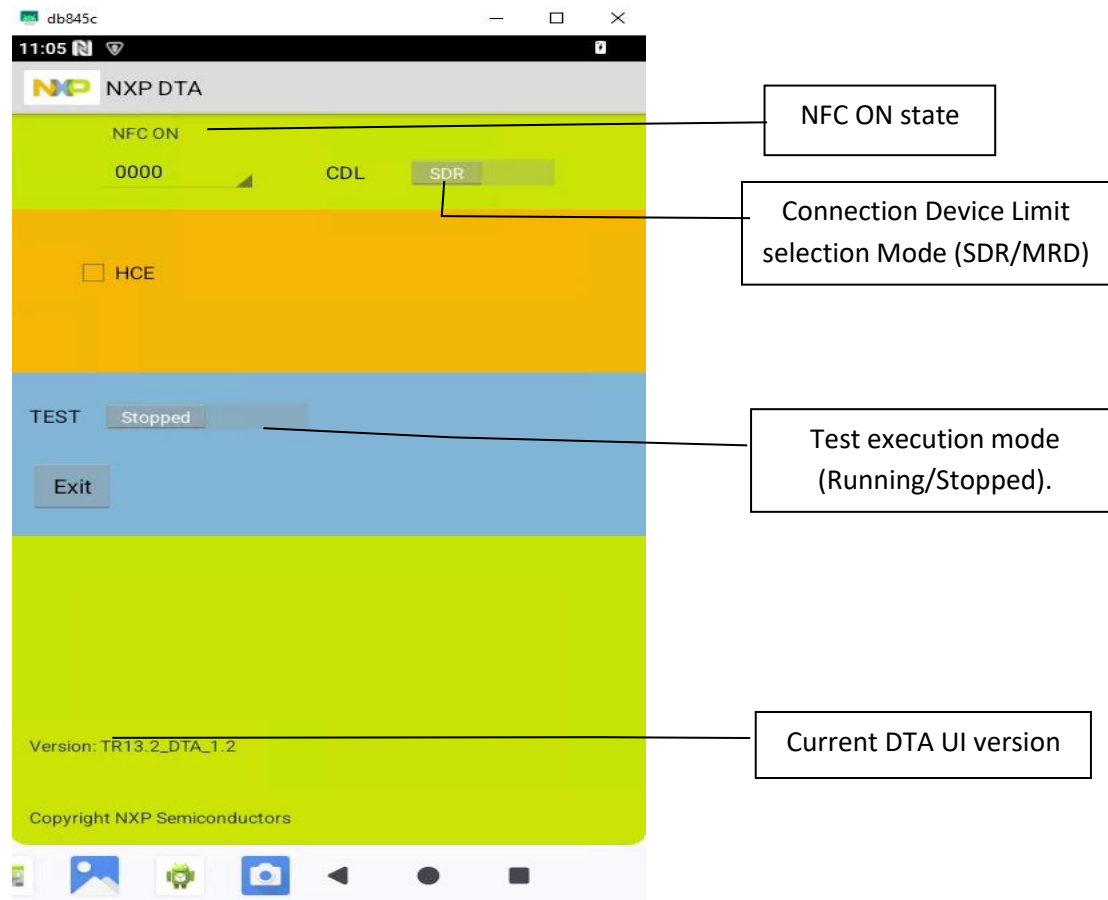 db845c
11:05
NXP NXP DTA
NFC ON
0000 CDL SDR
HCE
TEST Stopped
Exit
Version: TR13.2_DTA_1.2
Copyright NXP Semiconductors
NFC ON state
Connection Device Limit
selection Mode (SDR/MRD)
Test execution mode
(Running/Stopped).
Current DTA UI version